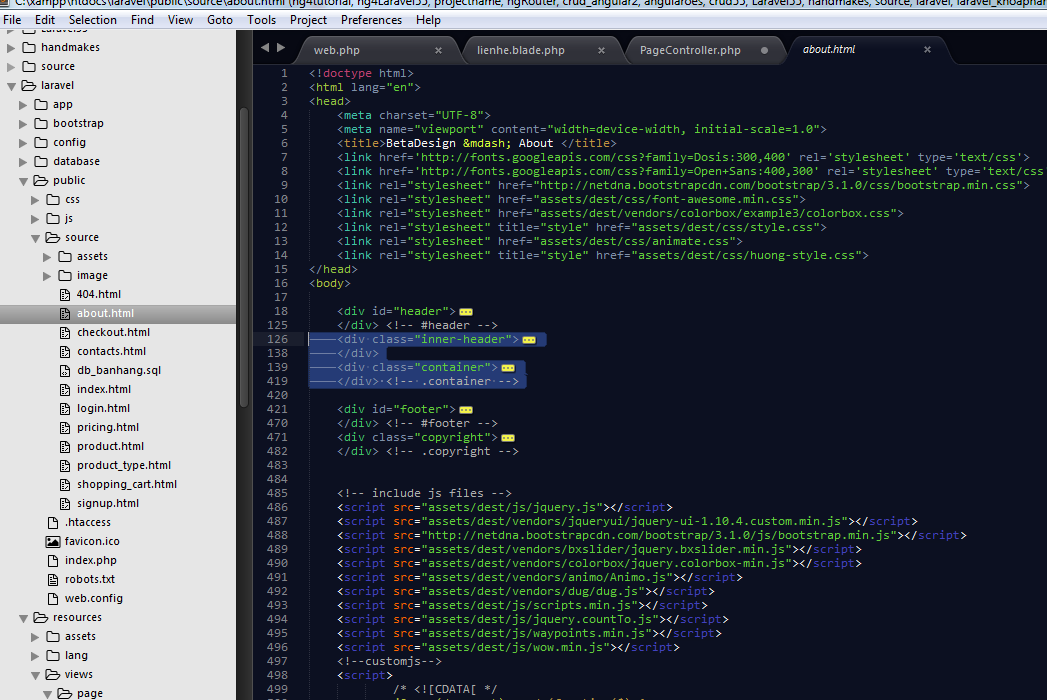 C:\xampp\htdocs\laravel\public\source\about.html (ng4tutorial, ng4Laravel55, projectname, ngRouter, crud_angular2, angularoes, crud55, Laravel55, handmakes, source, laravel, laravel_khoapham
File Edit Selection Find View Goto Tools Project Preferences Help
Laravel55
handmakes
source
laravel
app
bootstrap
config
database
public
css
js
source
assets
image
404.html
about.html
checkout.html
contacts.html
db_banhang.sql
index.html
login.html
pricing.html
product.html
product_type.html
shopping_cart.html
signup.html
.htaccess
favicon.ico
index.php
robots.txt
web.config
resources
assets
lang
views
page
web.php × lienhe.blade.php × PageController.php about.html ×
1 <!doctype html>
2 <html lang="en">
3 <head>
4 <meta charset="UTF-8">
5 <meta name="viewport" content="width=device-width, initial-scale=1.0">
6 <title>BetaDesign &mdash; About </title>
7 <link href='http://fonts.googleapis.com/css?family=Dosis:300,400' rel='stylesheet' type='text/css'>
8 <link href='http://fonts.googleapis.com/css?family=Open+Sans:400,300' rel='stylesheet' type='text/css
9 <link rel="stylesheet" href="http://netdna.bootstrapcdn.com/bootstrap/3.1.0/css/bootstrap.min.css">
10 <link rel="stylesheet" href="assets/dest/css/font-awesome.min.css">
11 <link rel="stylesheet" href="assets/dest/vendors/colorbox/example3/colorbox.css">
12 <link rel="stylesheet" title="style" href="assets/dest/css/style.css">
13 <link rel="stylesheet" href="assets/dest/css/animate.css">
14 <link rel="stylesheet" title="style" href="assets/dest/css/huong-style.css">
15 </head>
16 <body>
17
18 <div id="header">
125 </div> <!-- #header -->
126 <div class="inner-header">
138 </div>
139 <div class="container">
419 </div> <!-- .container -->
420
421 <div id="footer">
470 </div> <!-- #footer -->
471 <div class="copyright">
482 </div> <!-- .copyright -->
483
484
485 <!-- include js files -->
486 <script src="assets/dest/js/jquery.js"></script>
487 <script src="assets/dest/vendors/jqueryui/jquery-ui-1.10.4.custom.min.js"></script>
488 <script src="http://netdna.bootstrapcdn.com/bootstrap/3.1.0/js/bootstrap.min.js"></script>
489 <script src="assets/dest/vendors/bxslider/jquery.bxslider.min.js"></script>
490 <script src="assets/dest/vendors/colorbox/jquery.colorbox-min.js"></script>
491 <script src="assets/dest/vendors/animo/Animo.js"></script>
492 <script src="assets/dest/vendors/dug/dug.js"></script>
493 <script src="assets/dest/js/scripts.min.js"></script>
494 <script src="assets/dest/js/jquery.countTo.js"></script>
495 <script src="assets/dest/js/waypoints.min.js"></script>
496 <script src="assets/dest/js/wow.min.js"></script>
497 <!--customjs-->
498 <script>
499 /* <![CDATA[ */